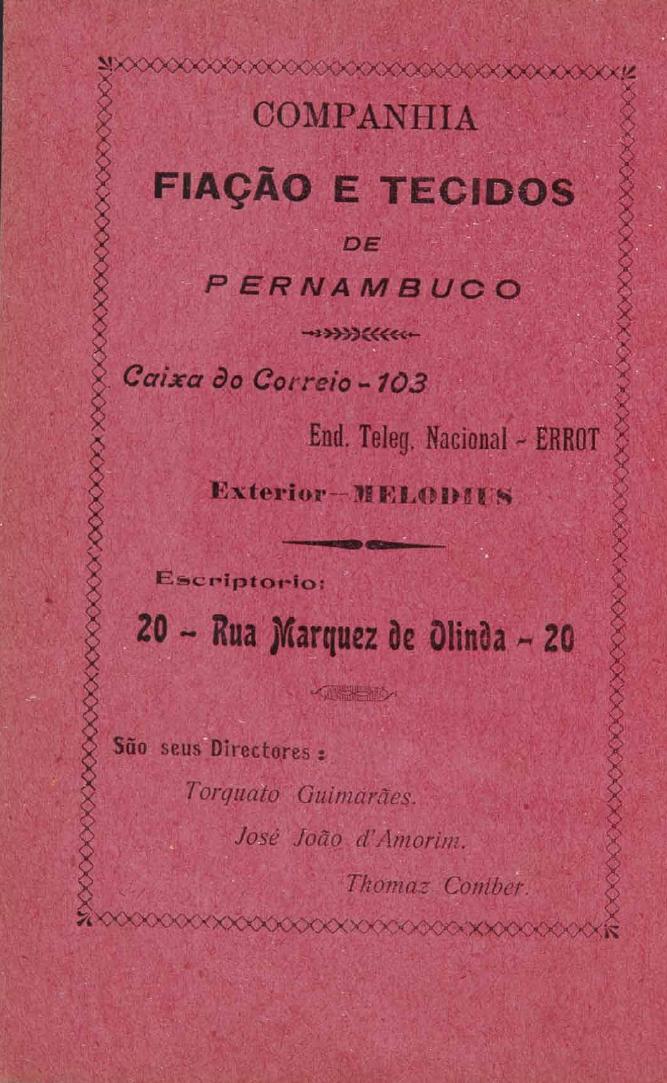 COMPANHIA
FIAÇÃO E TECIDOS
DE
PERNAMBUCO
Caixa do Correio - 103
End. Teleg. Nacional - ERROT
Exterior - MELODIUS
Escriptorio:
20 - Rua Marquez de Olinda - 20
São seus Directores:
Torquato Guimarães.
José João d'Amorim.
Thomaz Comber.